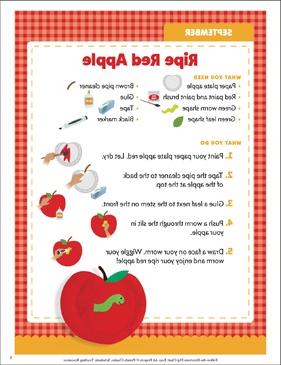 SEPTEMBER
Ripe Red Apple
WHAT YOU NEED
• Paper plate apple
• Red paint and paint brush
• Green worm shape
• Green leaf shape
• Brown pipe cleaner
• Glue
• Tape
• Black marker
WHAT YOU DO
1. Paint your paper plate apple red. Let dry.
2. Tape the pipe cleaner to the back
of the apple at the top.
3. Glue a leaf next to the stem on the front.
4. Push a worm through the slit in
your apple.
5. Draw a face on your worm. Wiggle your
worm and enjoy your ripe red apple!